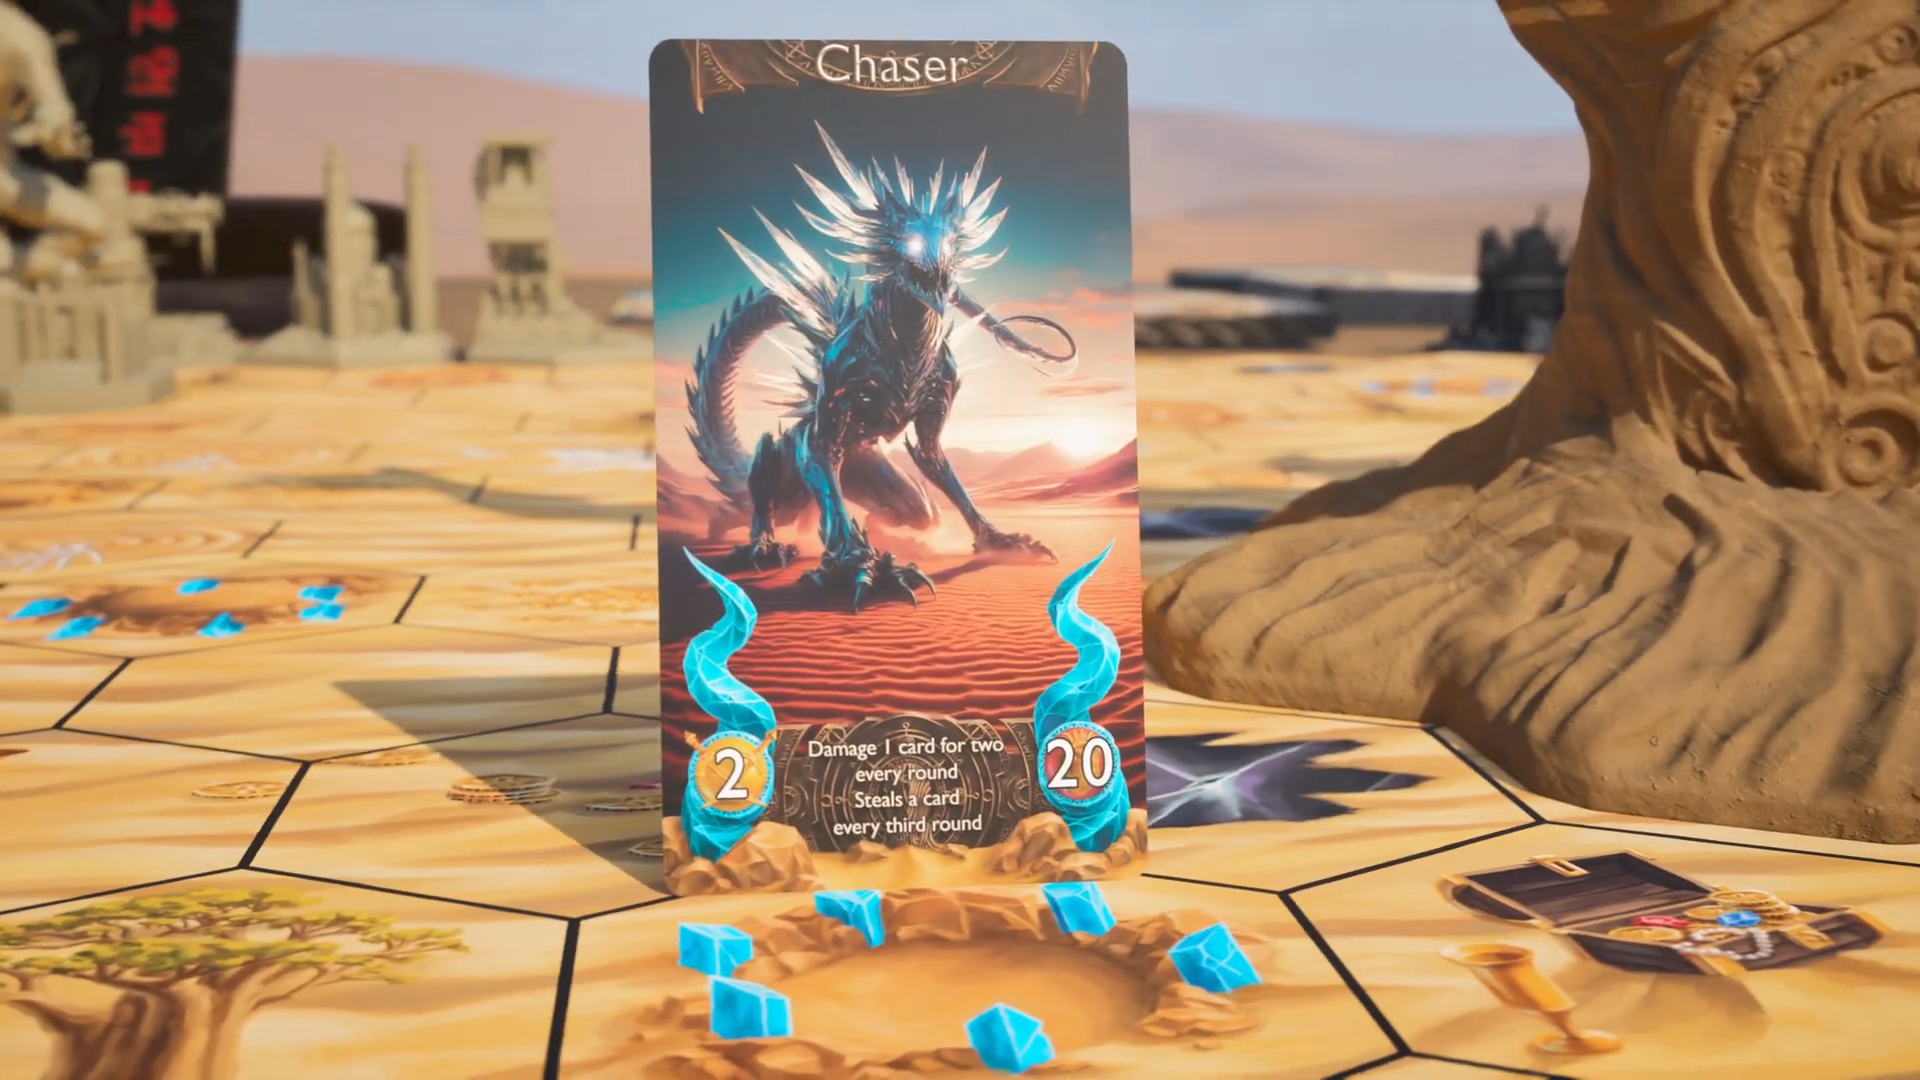 Chaser
2
Damage 1 card for two
every round
Steals a card
every third round
20